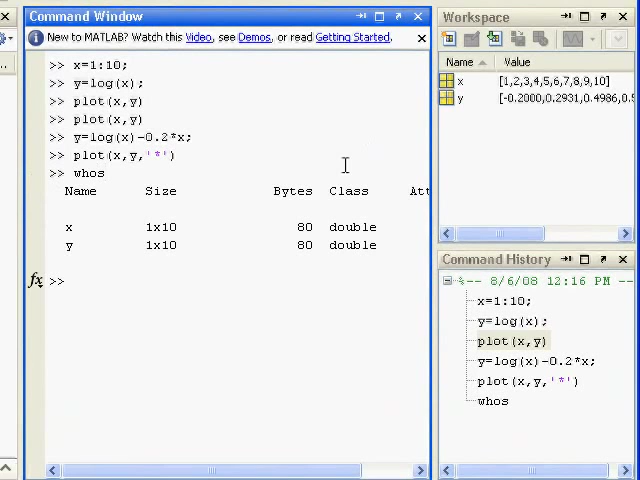 Command Window
New to MATLAB? Watch this Video, see Demos, or read Getting Started.
>> x=1:10;
>> y=log(x);
>> plot(x,y)
>> plot(x,y)
>> y=log(x)-0.2*x;
>> plot(x,y,'*')
>> whos
Name Size Bytes Class Att
x 1x10 80 double
y 1x10 80 double
fx >>
Workspace
Name Value
x [1,2,3,4,5,6,7,8,9,10]
y [-0.2000,0.2931,0.4986,0.5
Command History
%-- 8/6/08 12:16 PM --
x=1:10;
y=log(x);
plot(x,y)
y=log(x)-0.2*x;
plot(x,y,'*')
whos